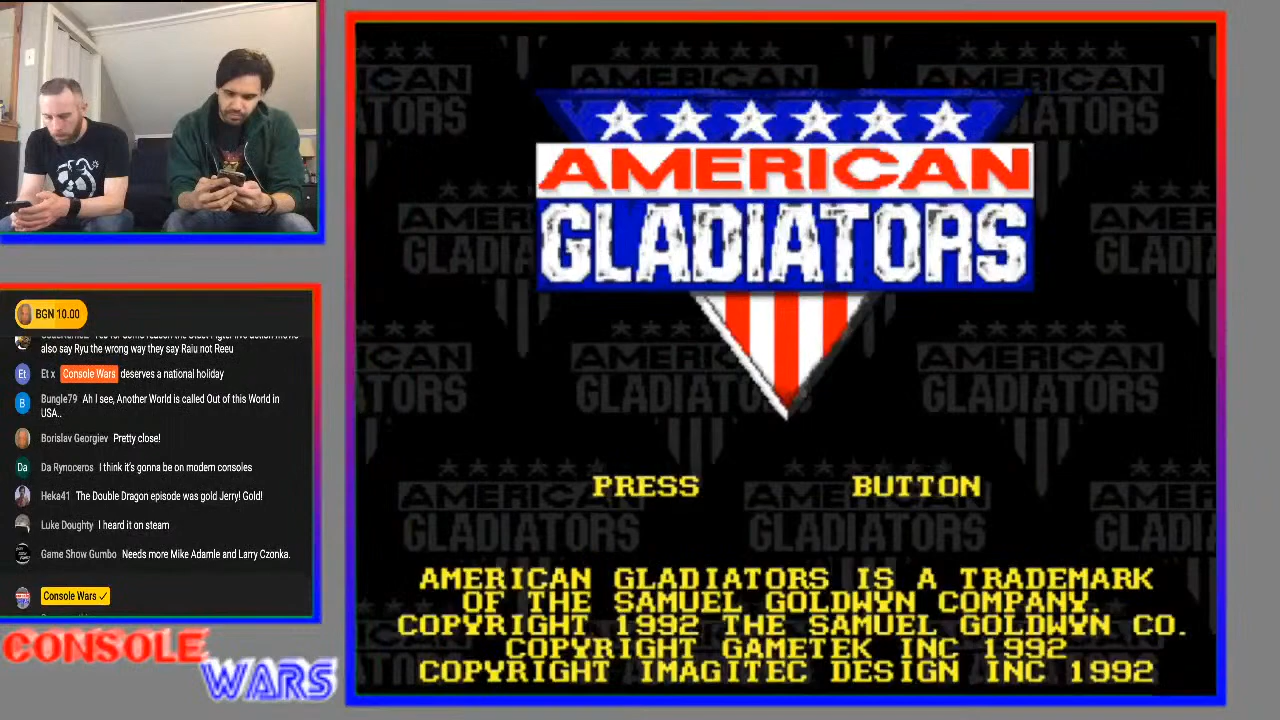 BGN 10.00
also say Ryu the wrong way they say Raiu not Reeu
Et x Console Wars deserves a national holiday
Bungle79 Ah I see, Another World is called Out of this World in
USA..
Borislav Georgiev Pretty close!
Da Rynoceros I think it's gonna be on modern consoles
Heka41 The Double Dragon episode was gold Jerry! Gold!
Luke Doughty I heard it on steam
Game Show Gumbo Needs more Mike Adamle and Larry Czonka.
Console Wars
CONSOLE
WARS
AMERICAN
GLADIATORS
PRESS BUTTON
AMERICAN GLADIATORS IS A TRADEMARK
OF THE SAMUEL GOLDWYN COMPANY.
COPYRIGHT 1992 THE SAMUEL GOLDWYN CO.
COPYRIGHT GAMETEK INC 1992
COPYRIGHT IMAGITEC DESIGN INC 1992